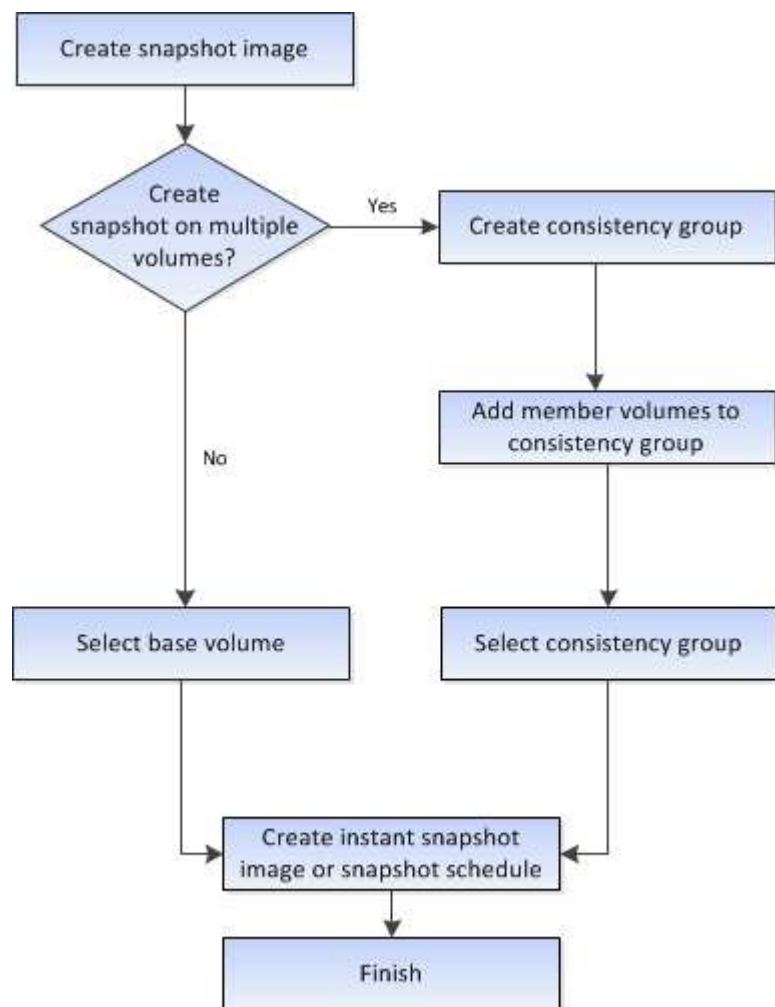 Create snapshot image
Create
snapshot on multiple
volumes?
Yes
Create consistency group
Add member volumes to
consistency group
No
Select base volume
Select consistency group
Create instant snapshot
image or snapshot schedule
Finish